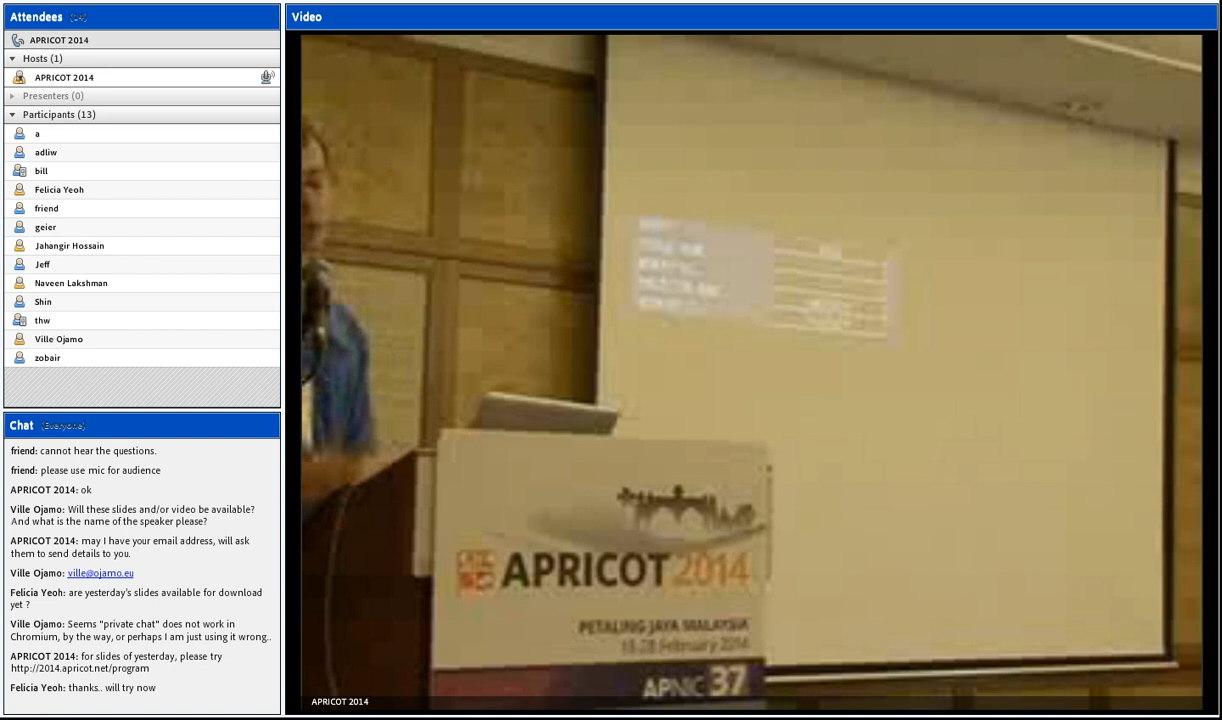 Attendees (14)
APRICOT 2014
Hosts (1)
APRICOT 2014
Presenters (0)
Participants (13)
a
adliw
bill
Felicia Yeoh
friend
geier
Jahangir Hossain
Jeff
Naveen Lakshman
Shin
thw
Ville Ojamo
zobair
Chat (Everyone)
friend: cannot hear the questions.
friend: please use mic for audience
APRICOT 2014: ok
Ville Ojamo: Will these slides and/or video be available?
And what is the name of the speaker please?
APRICOT 2014: may I have your email address, will ask
them to send details to you.
Ville Ojamo: ville@ojamo.eu
Felicia Yeoh: are yesterday's slides available for download
yet ?
Ville Ojamo: Seems "private chat" does not work in
Chromium, by the way, or perhaps I am just using it wrong..
APRICOT 2014: for slides of yesterday, please try
http://2014.apricot.net/program
Felicia Yeoh: thanks.. will try now
Video
APRICOT 2014
PETALING JAYA MALAYSIA
18-28 February 2014
APNIC 37
APRICOT 2014